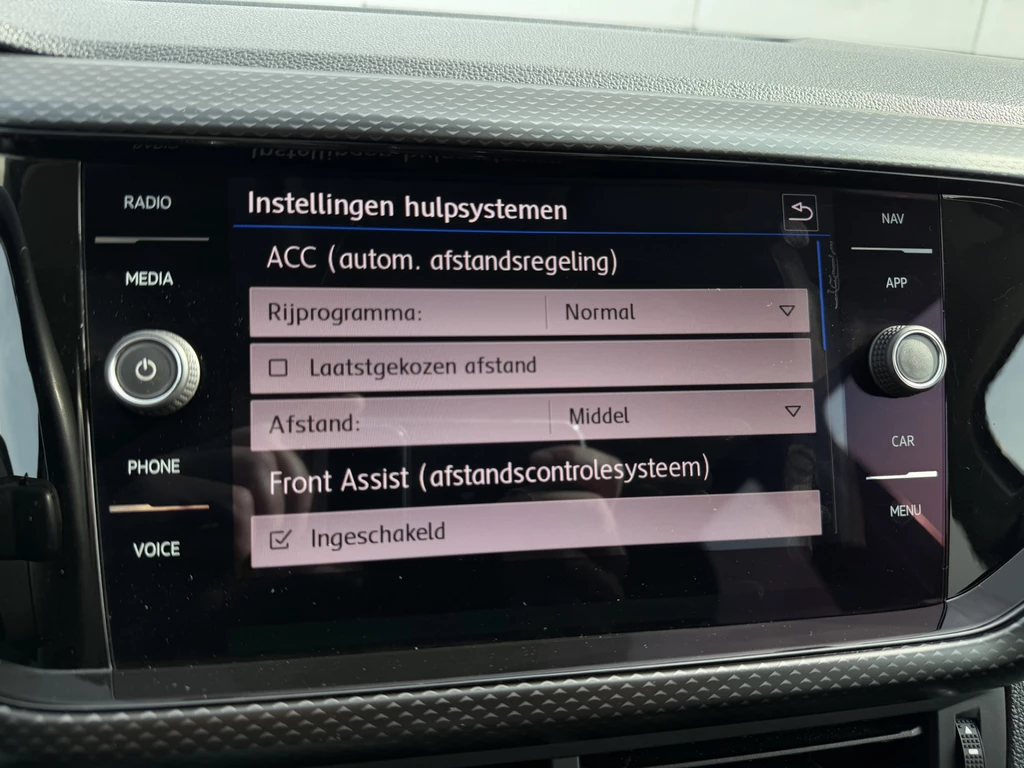 RADIO
MEDIA
PHONE
VOICE
Instellingen hulpsystemen
ACC (autom. afstandsregeling)
Rijprogramma: Normal
Laatstgekozen afstand
Afstand: Middel
Front Assist (afstandscontrolesysteem)
Ingeschakeld
NAV
APP
CAR
MENU